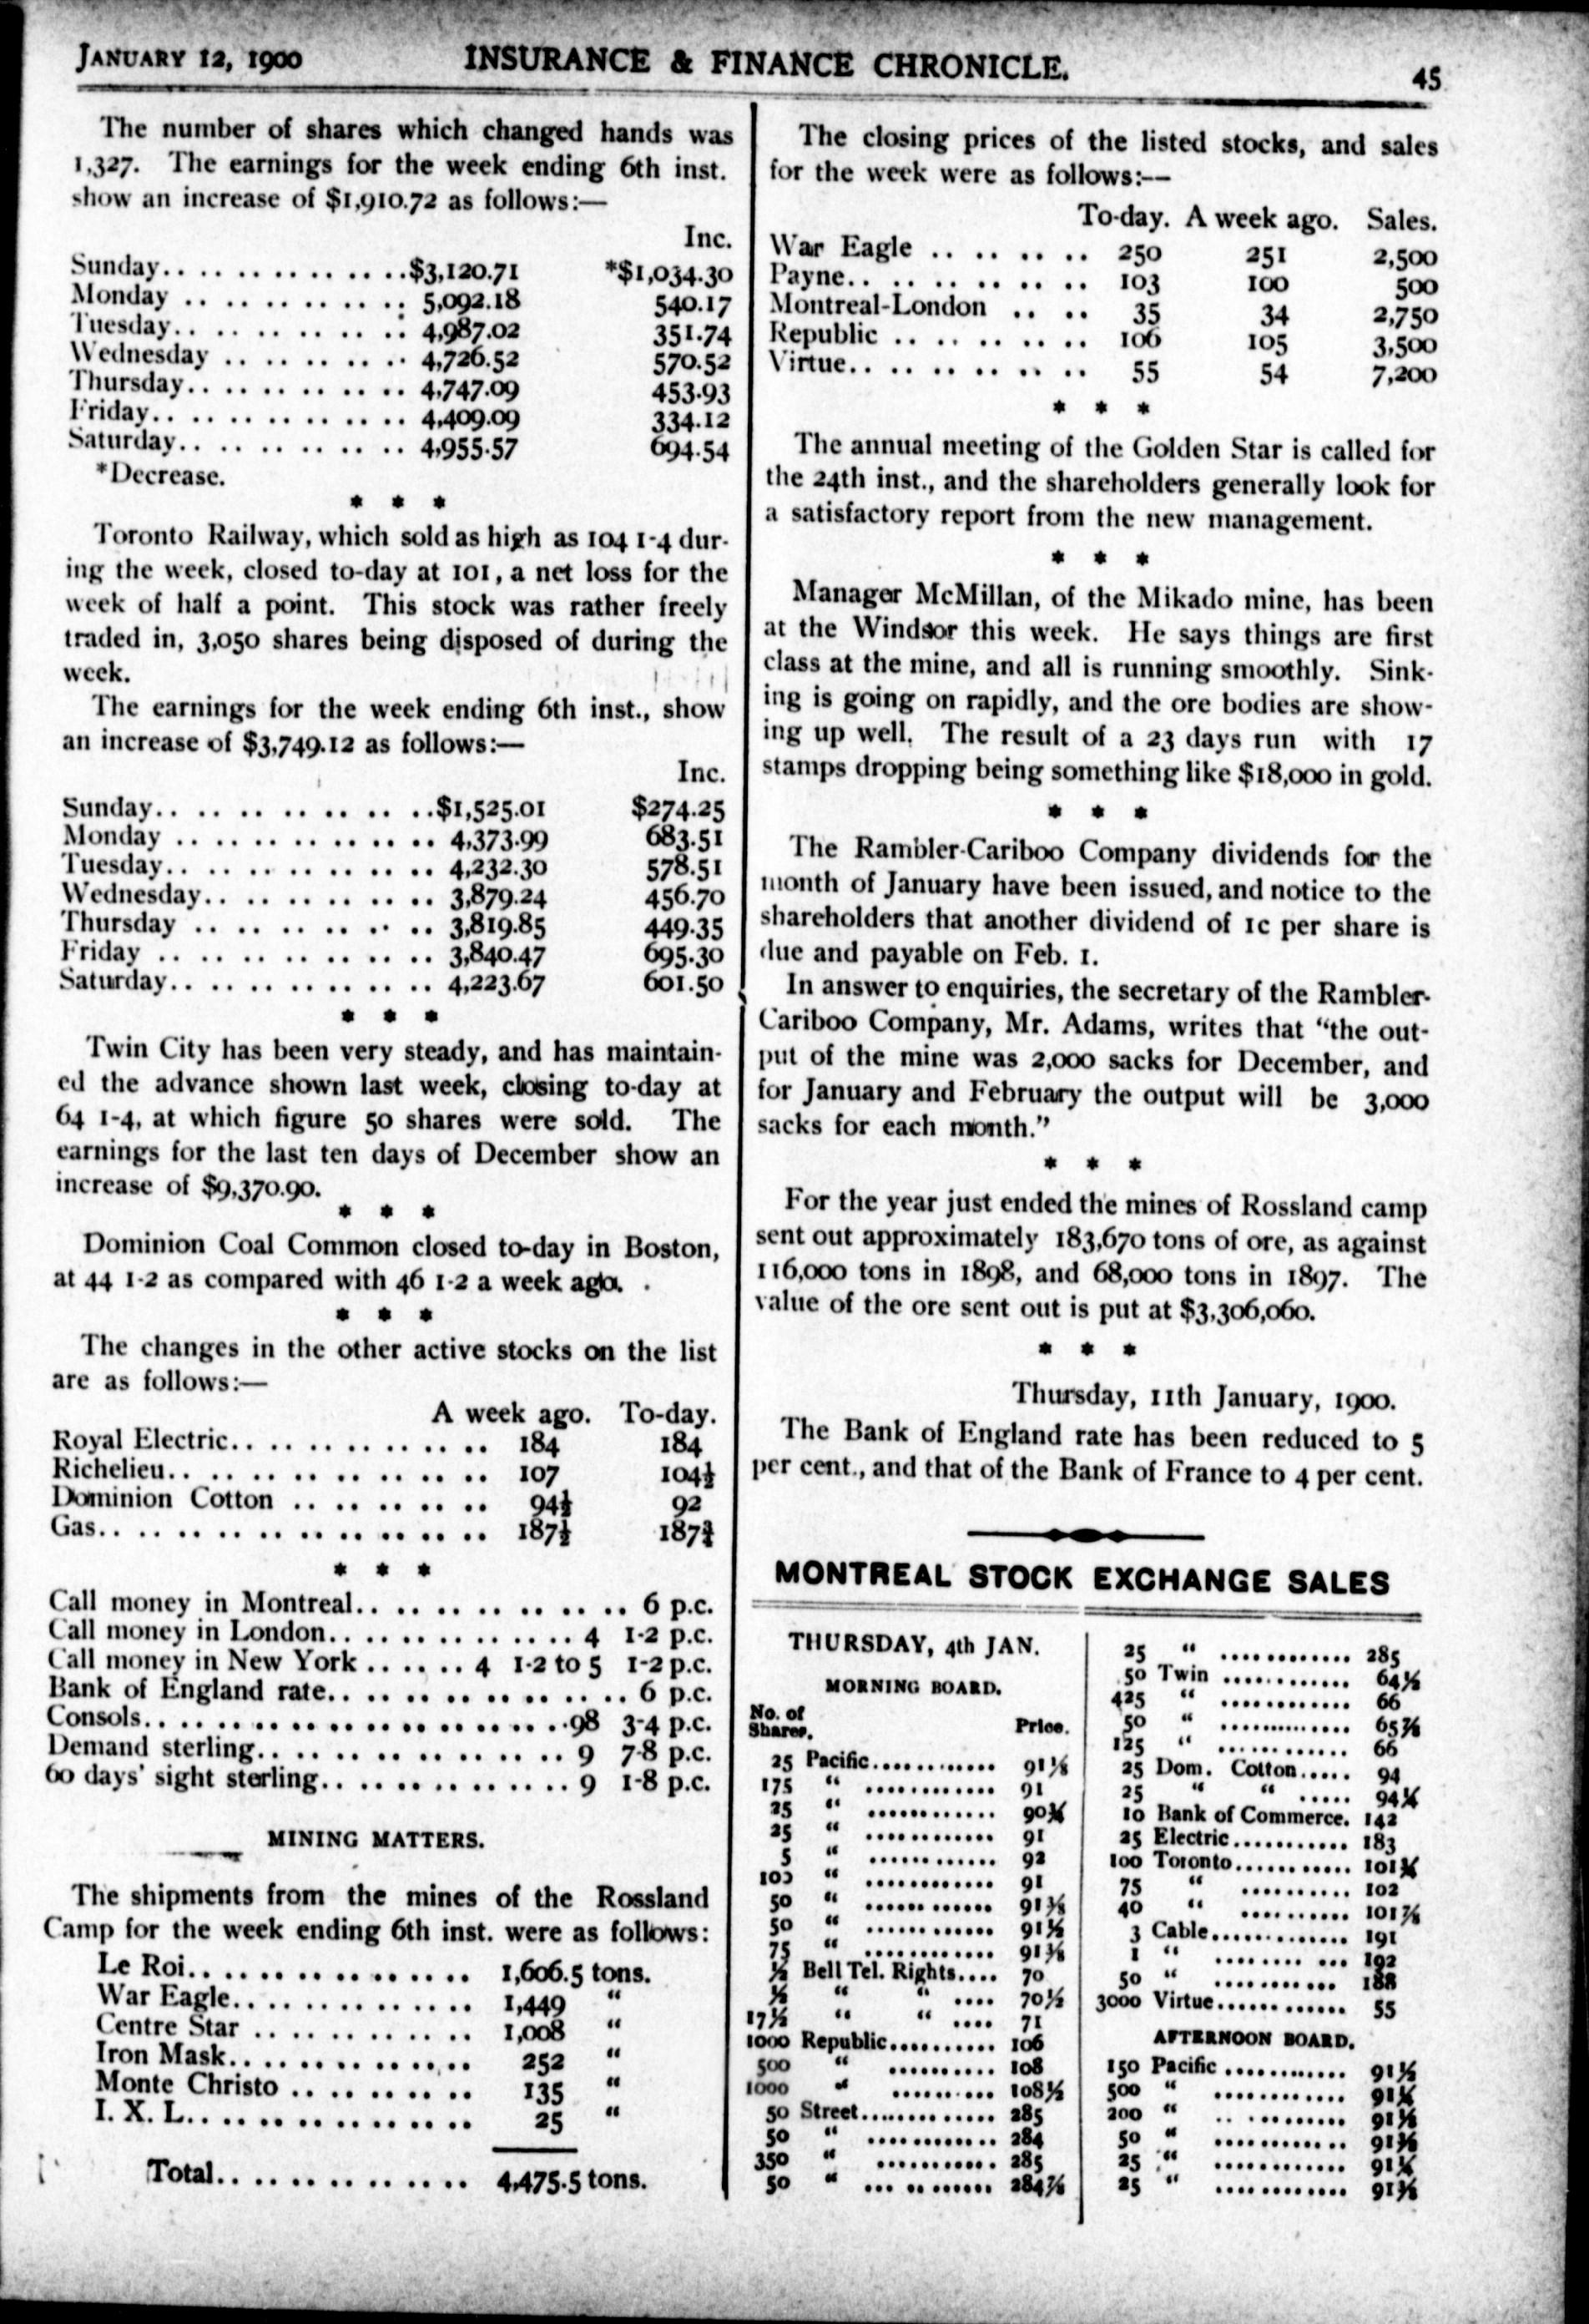 JANUARY 12, 1900 INSURANCE & FINANCE CHRONICLE. 45
The number of shares which changed hands was
1,327. The earnings for the week ending 6th inst.
show an increase of $1,910.72 as follows:—
Inc.
Sunday.. .. .. .. .. .. ..$3,120.71 *$1,034.30
Monday .. .. .. .. .. .. 5,092.18 540.17
Tuesday.. .. .. .. .. .. 4,987.02 351.74
Wednesday .. .. .. .. .. 4,726.52 570.52
Thursday.. .. .. .. .. .. 4,747.09 453.93
Friday.. .. .. .. .. .. .. 4,409.09 334.12
Saturday.. .. .. .. .. .. 4,955.57 694.54
*Decrease.
* * *
Toronto Railway, which sold as high as 104 1-4 dur-
ing the week, closed to-day at 101, a net loss for the
week of half a point. This stock was rather freely
traded in, 3,050 shares being disposed of during the
week.
The earnings for the week ending 6th inst., show
an increase of $3,749.12 as follows:—
Inc.
Sunday.. .. .. .. .. .. ..$1,525.01 $274.25
Monday .. .. .. .. .. .. .. 4,373.99 683.51
Tuesday.. .. .. .. .. .. .. 4,232.30 578.51
Wednesday.. .. .. .. .. .. 3,879.24 456.70
Thursday .. .. .. .. .. .. 3,819.85 449.35
Friday .. .. .. .. .. .. .. 3,840.47 695.30
Saturday.. .. .. .. .. .. .. 4,223.67 601.50
* * *
Twin City has been very steady, and has maintain-
ed the advance shown last week, closing to-day at
64 1-4, at which figure 50 shares were sold. The
earnings for the last ten days of December show an
increase of $9,370.90.
* * *
Dominion Coal Common closed to-day in Boston,
at 44 1-2 as compared with 46 1-2 a week ago.
* * *
The changes in the other active stocks on the list
are as follows:—
A week ago. To-day.
Royal Electric.. .. .. .. .. .. .. 184 184
Richelieu.. .. .. .. .. .. .. .. 107 104½
Dominion Cotton .. .. .. .. .. 94½ 92
Gas.. .. .. .. .. .. .. .. .. .. 187½ 187¾
* * *
Call money in Montreal.. .. .. .. .. .. .. 6 p.c.
Call money in London.. .. .. .. .. .. .. 4 1-2 p.c.
Call money in New York .. .. .. 4 1-2 to 5 1-2 p.c.
Bank of England rate.. .. .. .. .. .. .. .. 6 p.c.
Consols.. .. .. .. .. .. .. .. .. .. ..98 3-4 p.c.
Demand sterling.. .. .. .. .. .. .. .. 9 7-8 p.c.
60 days' sight sterling.. .. .. .. .. .. .. 9 1-8 p.c.
MINING MATTERS.
The shipments from the mines of the Rossland
Camp for the week ending 6th inst. were as follows:
Le Roi.. .. .. .. .. .. .. 1,606.5 tons.
War Eagle.. .. .. .. .. .. 1,449 "
Centre Star .. .. .. .. .. .. 1,008 "
Iron Mask.. .. .. .. .. .. 252 "
Monte Christo .. .. .. .. .. 135 "
I. X. L.. .. .. .. .. .. .. .. 25 "
Total.. .. .. .. .. .. .. 4,475.5 tons.
The closing prices of the listed stocks, and sales
for the week were as follows:—
To-day. A week ago. Sales.
War Eagle .. .. .. .. 250 251 2,500
Payne.. .. .. .. .. .. 103 100 500
Montreal-London .. .. 35 34 2,750
Republic .. .. .. .. .. 106 105 3,500
Virtue.. .. .. .. .. .. 55 54 7,200
* * *
The annual meeting of the Golden Star is called for
the 24th inst., and the shareholders generally look for
a satisfactory report from the new management.
* * *
Manager McMillan, of the Mikado mine, has been
at the Windsor this week. He says things are first
class at the mine, and all is running smoothly. Sink-
ing is going on rapidly, and the ore bodies are show-
ing up well. The result of a 23 days run with 17
stamps dropping being something like $18,000 in gold.
* * *
The Rambler-Cariboo Company dividends for the
month of January have been issued, and notice to the
shareholders that another dividend of 1c per share is
due and payable on Feb. 1.
In answer to enquiries, the secretary of the Rambler-
Cariboo Company, Mr. Adams, writes that "the out-
put of the mine was 2,000 sacks for December, and
for January and February the output will be 3,000
sacks for each month."
* * *
For the year just ended the mines of Rossland camp
sent out approximately 183,670 tons of ore, as against
116,000 tons in 1898, and 68,000 tons in 1897. The
value of the ore sent out is put at $3,306,060.
* * *
Thursday, 11th January, 1900.
The Bank of England rate has been reduced to 5
per cent., and that of the Bank of France to 4 per cent.
MONTREAL STOCK EXCHANGE SALES
THURSDAY, 4th JAN.
MORNING BOARD.
No. of
Shares. Price.
25 Pacific............ 91⅛
175 " ............ 91
25 " ............ 90¾
25 " ............ 91
5 " ............ 92
100 " ............ 91
50 " ............ 91⅜
50 " ............ 91½
75 " ............ 91⅜
½ Bell Tel. Rights.... 70
½ " " .... 70½
17½ " " .... 71
1000 Republic.......... 106
500 " .......... 108
1000 " .......... 108½
50 Street............. 285
50 " ............ 284
350 " ........... 285
50 " ........... 284⅞
25 " ............ 285
50 Twin ............ 64½
425 " ............ 66
50 " ............ 65⅞
125 " ............ 66
25 Dom. Cotton..... 94
25 " " ..... 94¼
10 Bank of Commerce. 142
25 Electric........... 183
100 Toronto........... 101¾
75 " .......... 102
40 " .......... 101⅞
3 Cable............. 191
1 " ........... 192
50 " ........... 188
3000 Virtue............ 55
AFTERNOON BOARD.
150 Pacific ............ 91½
500 " ............ 91¼
200 " ............ 91½
50 " ............ 91⅜
25 " ............ 91¼
25 " ............ 91⅜